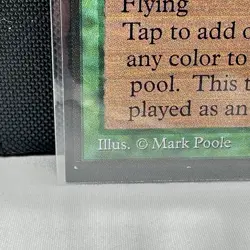 Flying
Tap to add o
any color to
pool. This t
played as an
Illus. © Mark Poole